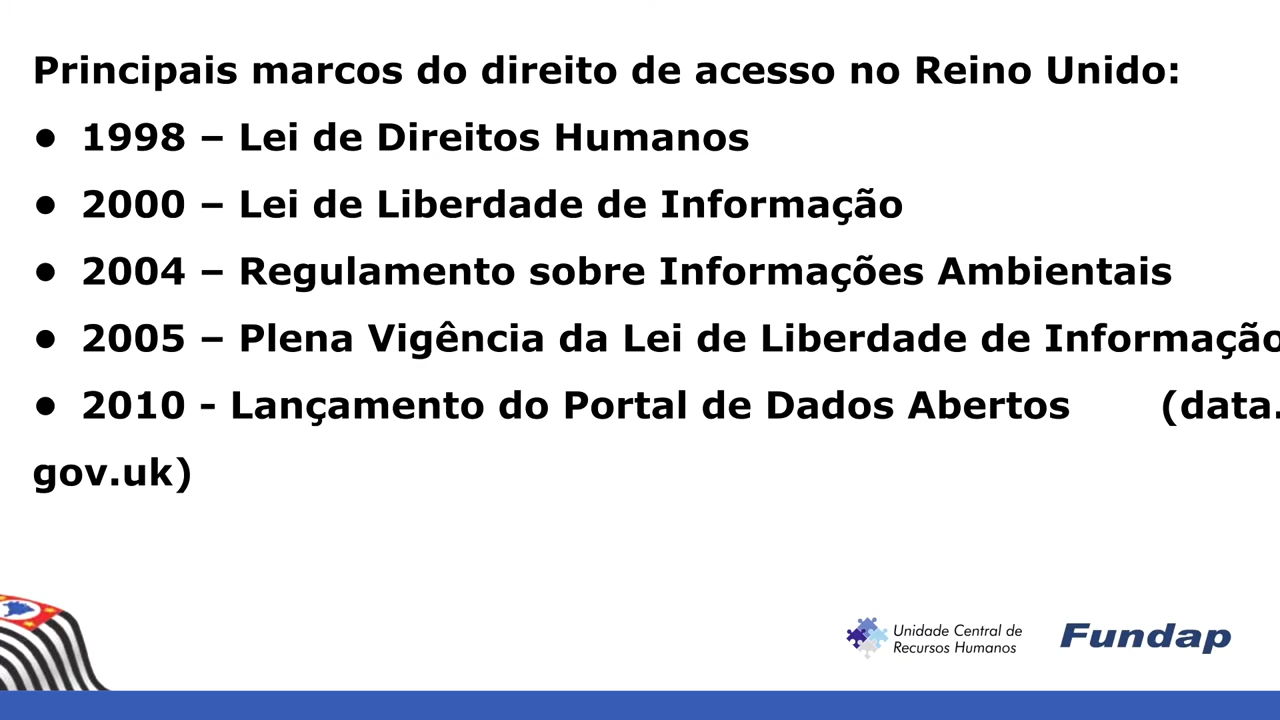 Principais marcos do direito de acesso no Reino Unido:
● 1998 – Lei de Direitos Humanos
● 2000 – Lei de Liberdade de Informação
● 2004 – Regulamento sobre Informações Ambientais
● 2005 – Plena Vigência da Lei de Liberdade de Informação
● 2010 - Lançamento do Portal de Dados Abertos (data.
gov.uk)
Unidade Central de
Recursos Humanos
Fundap